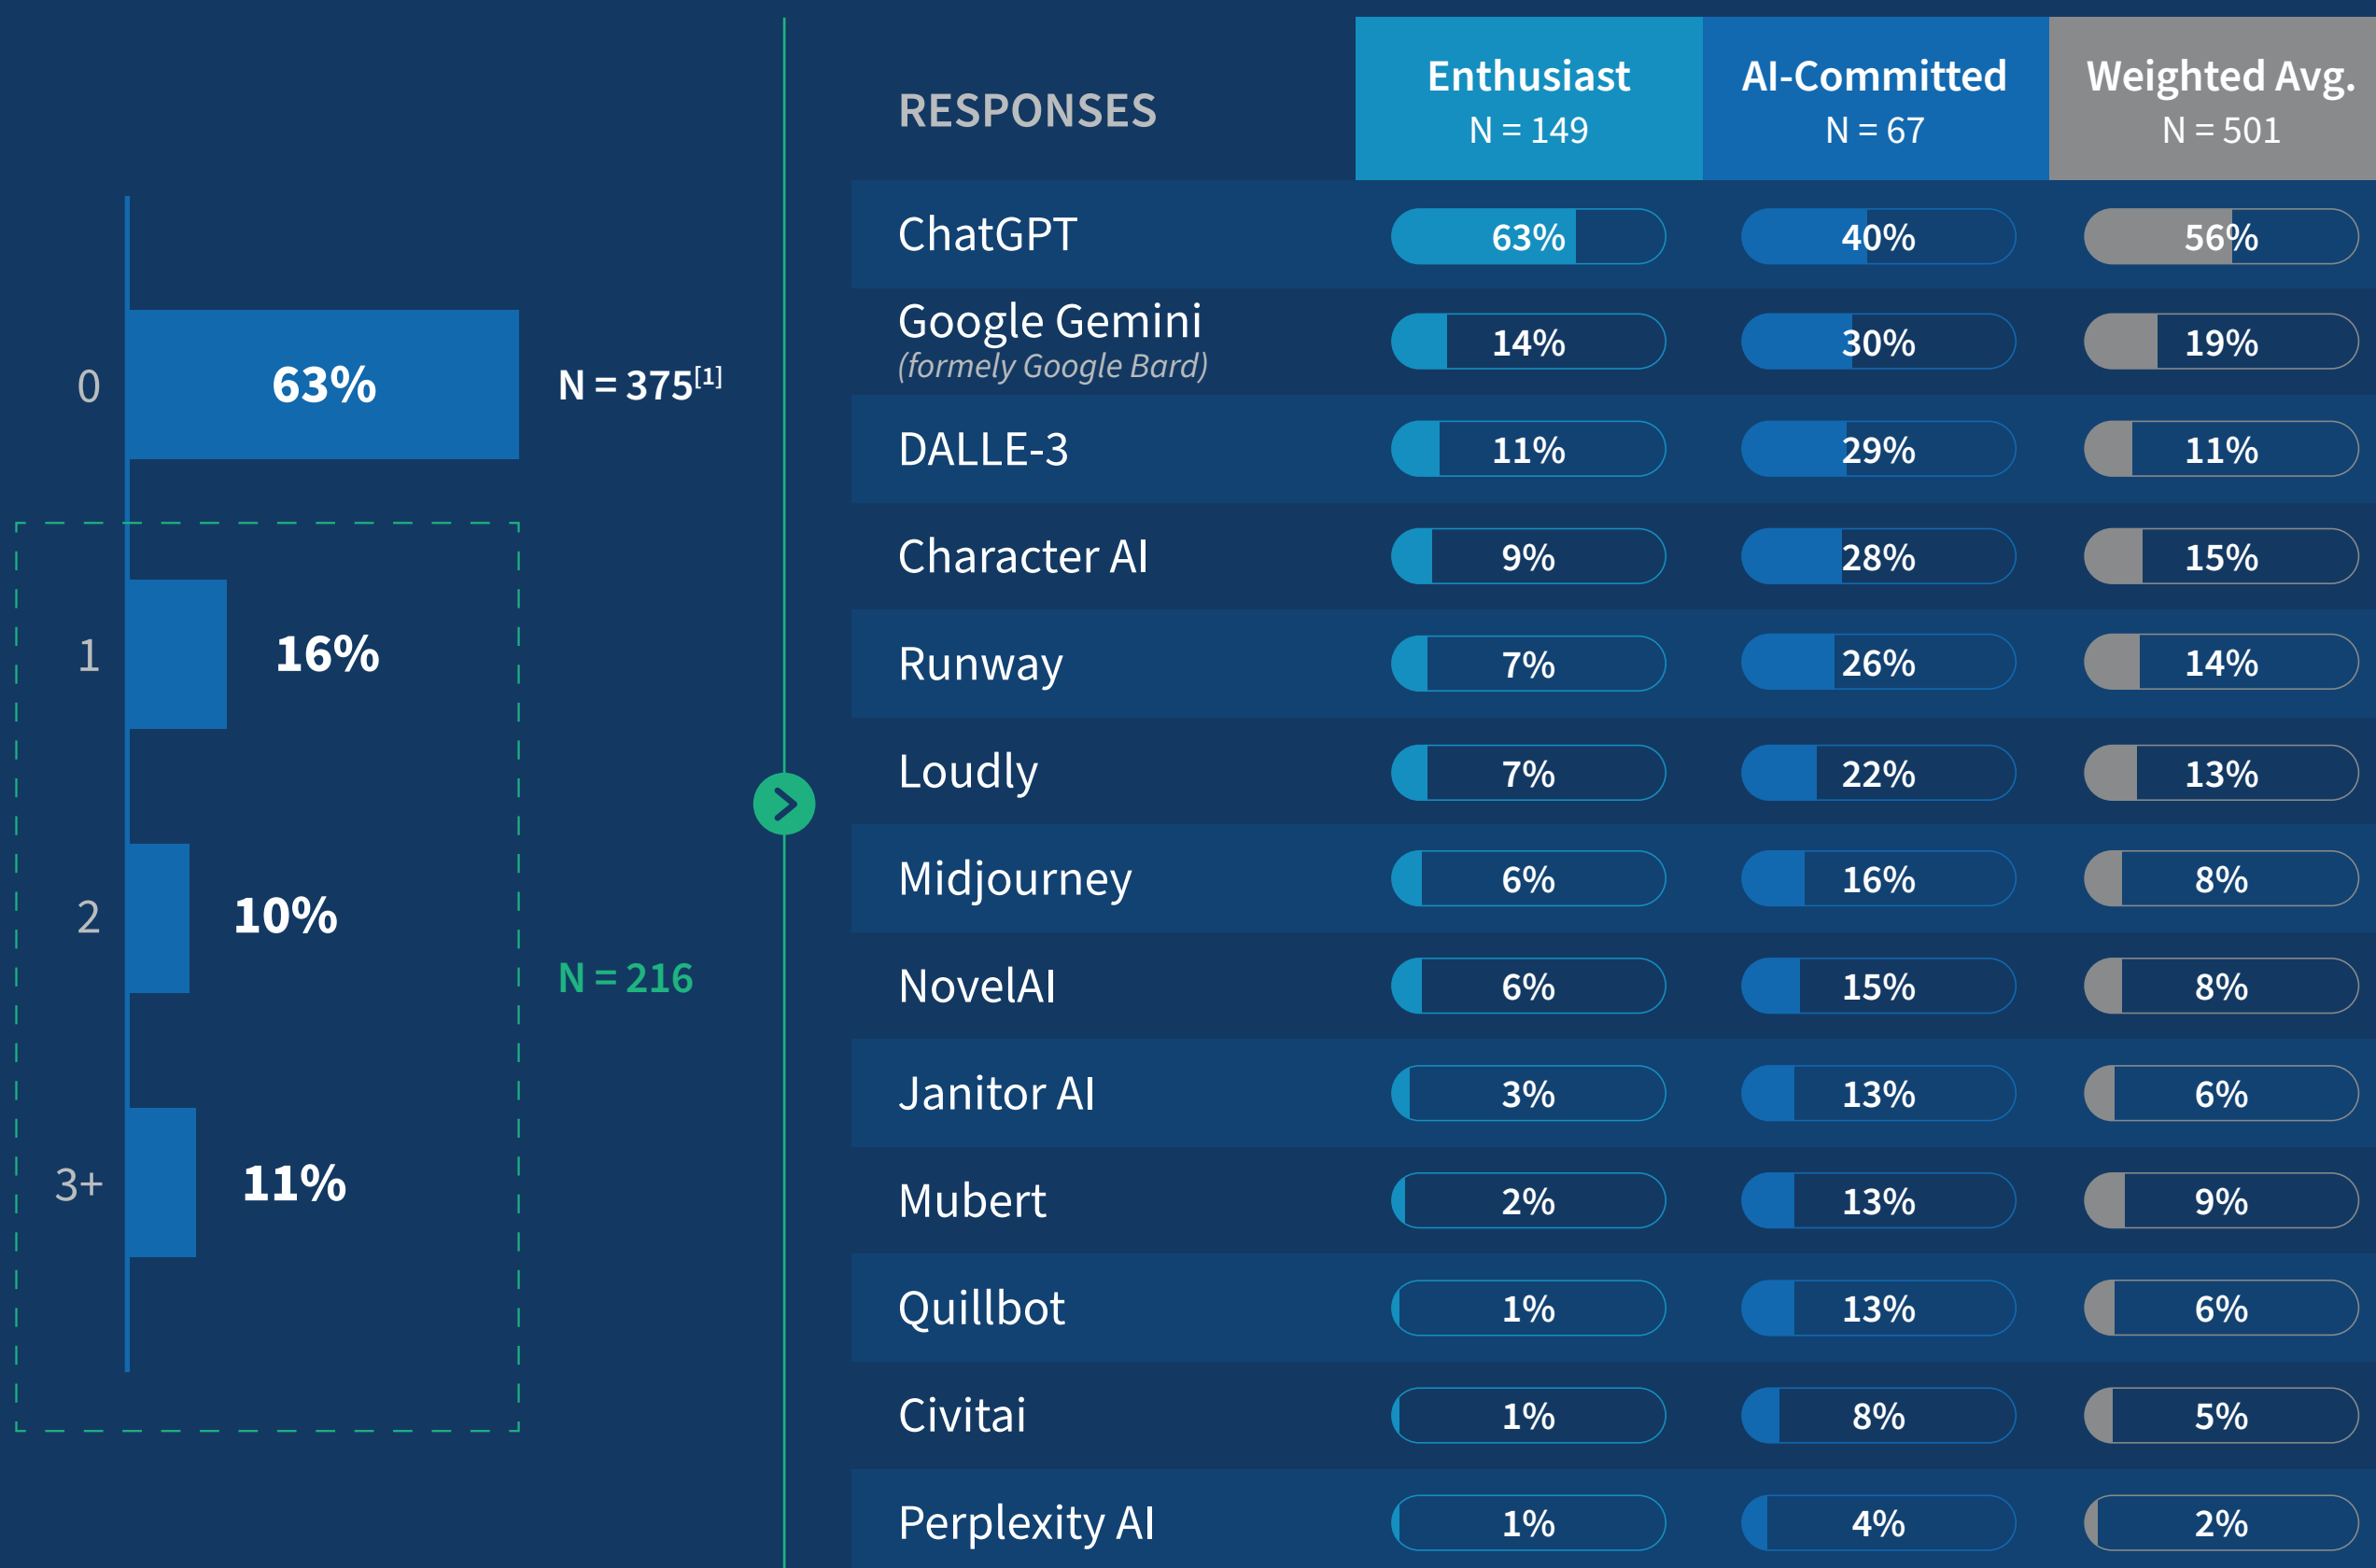 0
63%
N = 375[1]
1
16%
2
10%
N = 216
3+
11%
RESPONSES
Enthusiast
N = 149
AI-Committed
N = 67
Weighted Avg.
N = 501
ChatGPT 63% 40% 56%
Google Gemini 14% 30% 19%
(formely Google Bard)
DALLE-3 11% 29% 11%
Character AI 9% 28% 15%
Runway 7% 26% 14%
Loudly 7% 22% 13%
Midjourney 6% 16% 8%
NovelAI 6% 15% 8%
Janitor AI 3% 13% 6%
Mubert 2% 13% 9%
Quillbot 1% 13% 6%
Civitai 1% 8% 5%
Perplexity AI 1% 4% 2%